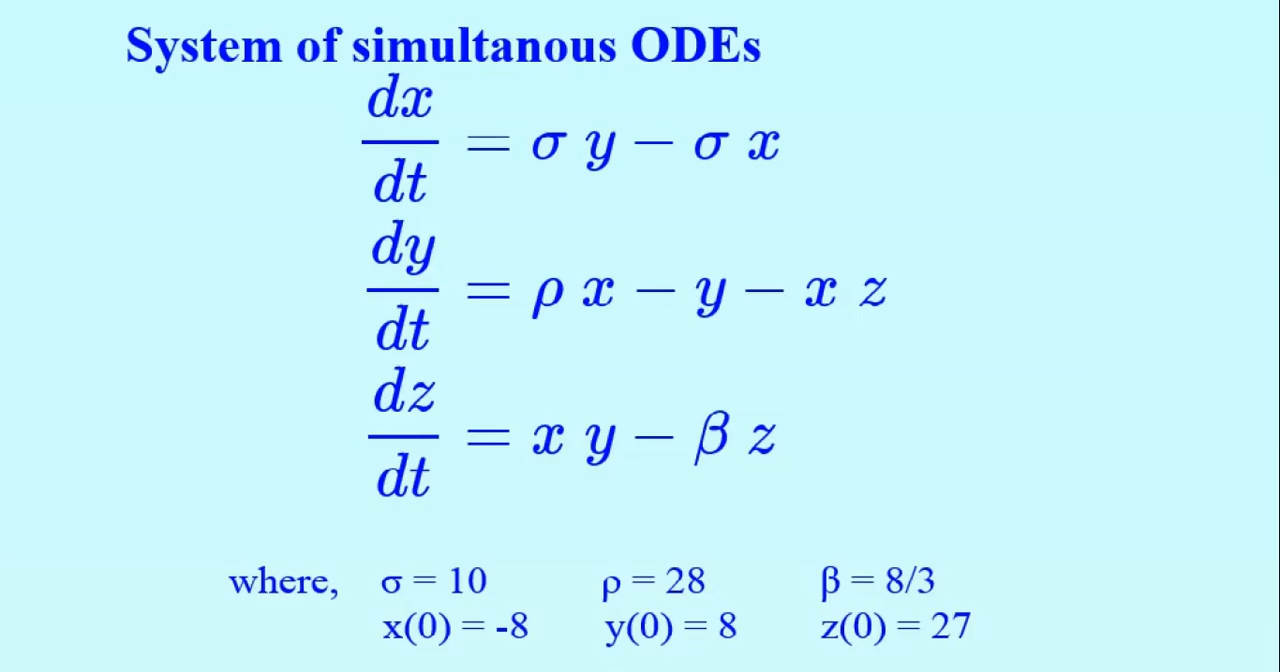 System of simultanous ODEs
dx/dt = σ y − σ x
dy/dt = ρ x − y − x z
dz/dt = x y − β z
where, σ = 10 ρ = 28 β = 8/3
x(0) = -8 y(0) = 8 z(0) = 27